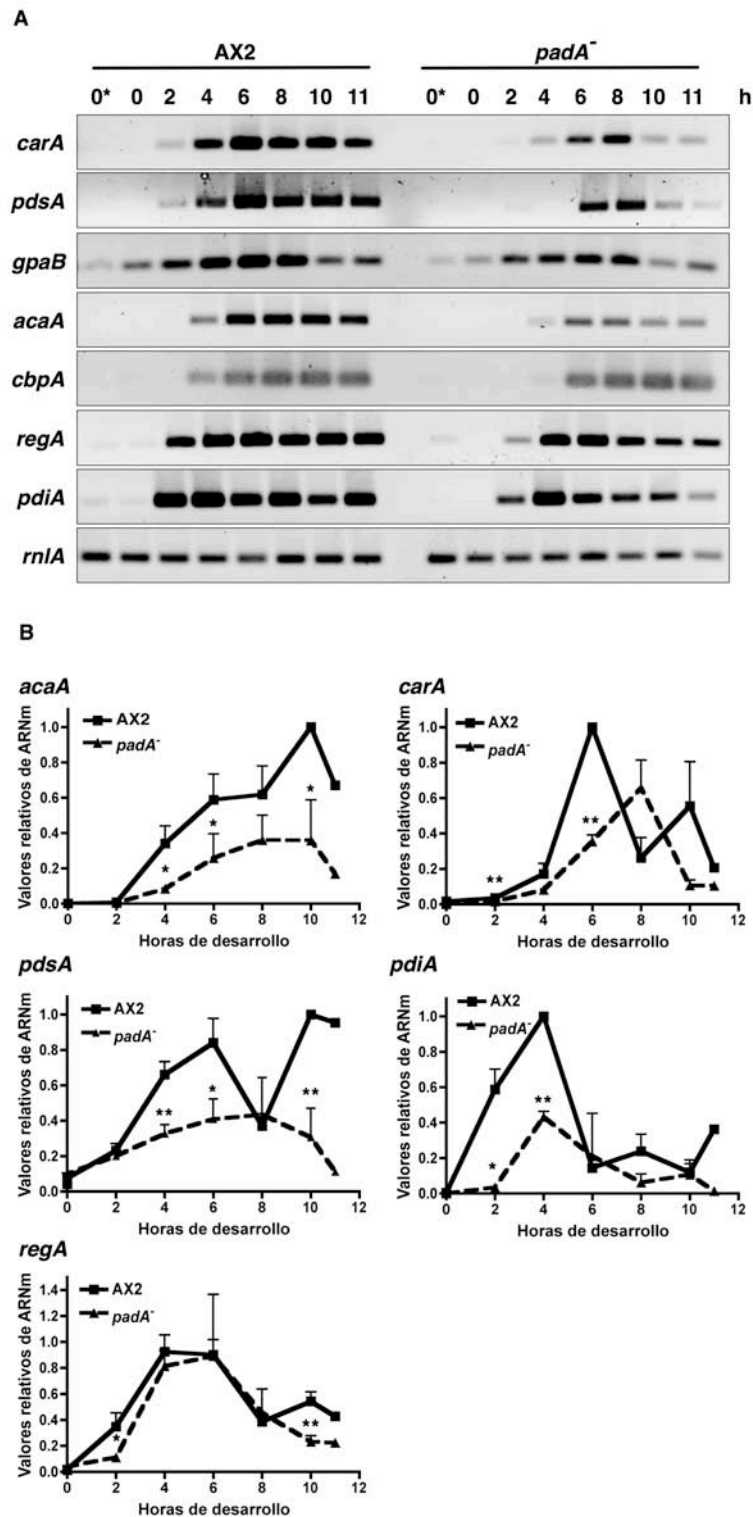 A
AX2 padA-
0* 0 2 4 6 8 10 11 0* 0 2 4 6 8 10 11 h
carA
pdsA
gpaB
acaA
cbpA
regA
pdiA
rnlA
B
acaA
Valores relativos de ARNm
1.0
0.8
0.6
0.4
0.2
0.0
AX2
padA-
*
*
*
0 2 4 6 8 10 12
Horas de desarrollo
carA
Valores relativos de ARNm
1.0
0.8
0.6
0.4
0.2
0.0
AX2
padA-
**
**
0 2 4 6 8 10 12
Horas de desarrollo
pdsA
Valores relativos de ARNm
1.0
0.8
0.6
0.4
0.2
0.0
AX2
padA-
**
*
**
0 2 4 6 8 10 12
Horas de desarrollo
pdiA
Valores relativos de ARNm
1.0
0.8
0.6
0.4
0.2
0.0
AX2
padA-
*
**
0 2 4 6 8 10 12
Horas de desarrollo
regA
Valores relativos de ARNm
1.4
1.2
1.0
0.8
0.6
0.4
0.2
0.0
AX2
padA-
*
**
0 2 4 6 8 10 12
Horas de desarrollo